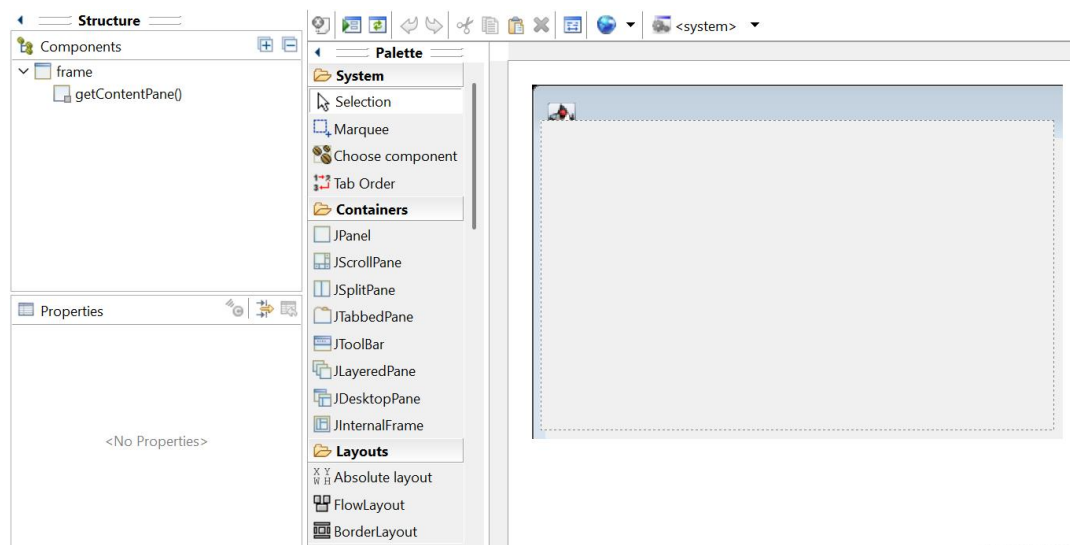 Structure
Components
frame
getContentPane()
Properties
<No Properties>
<system>
Palette
System
Selection
Marquee
Choose component
Tab Order
Containers
JPanel
JScrollPane
JSplitPane
JTabbedPane
JToolBar
JLayeredPane
JDesktopPane
JInternalFrame
Layouts
Absolute layout
FlowLayout
BorderLayout